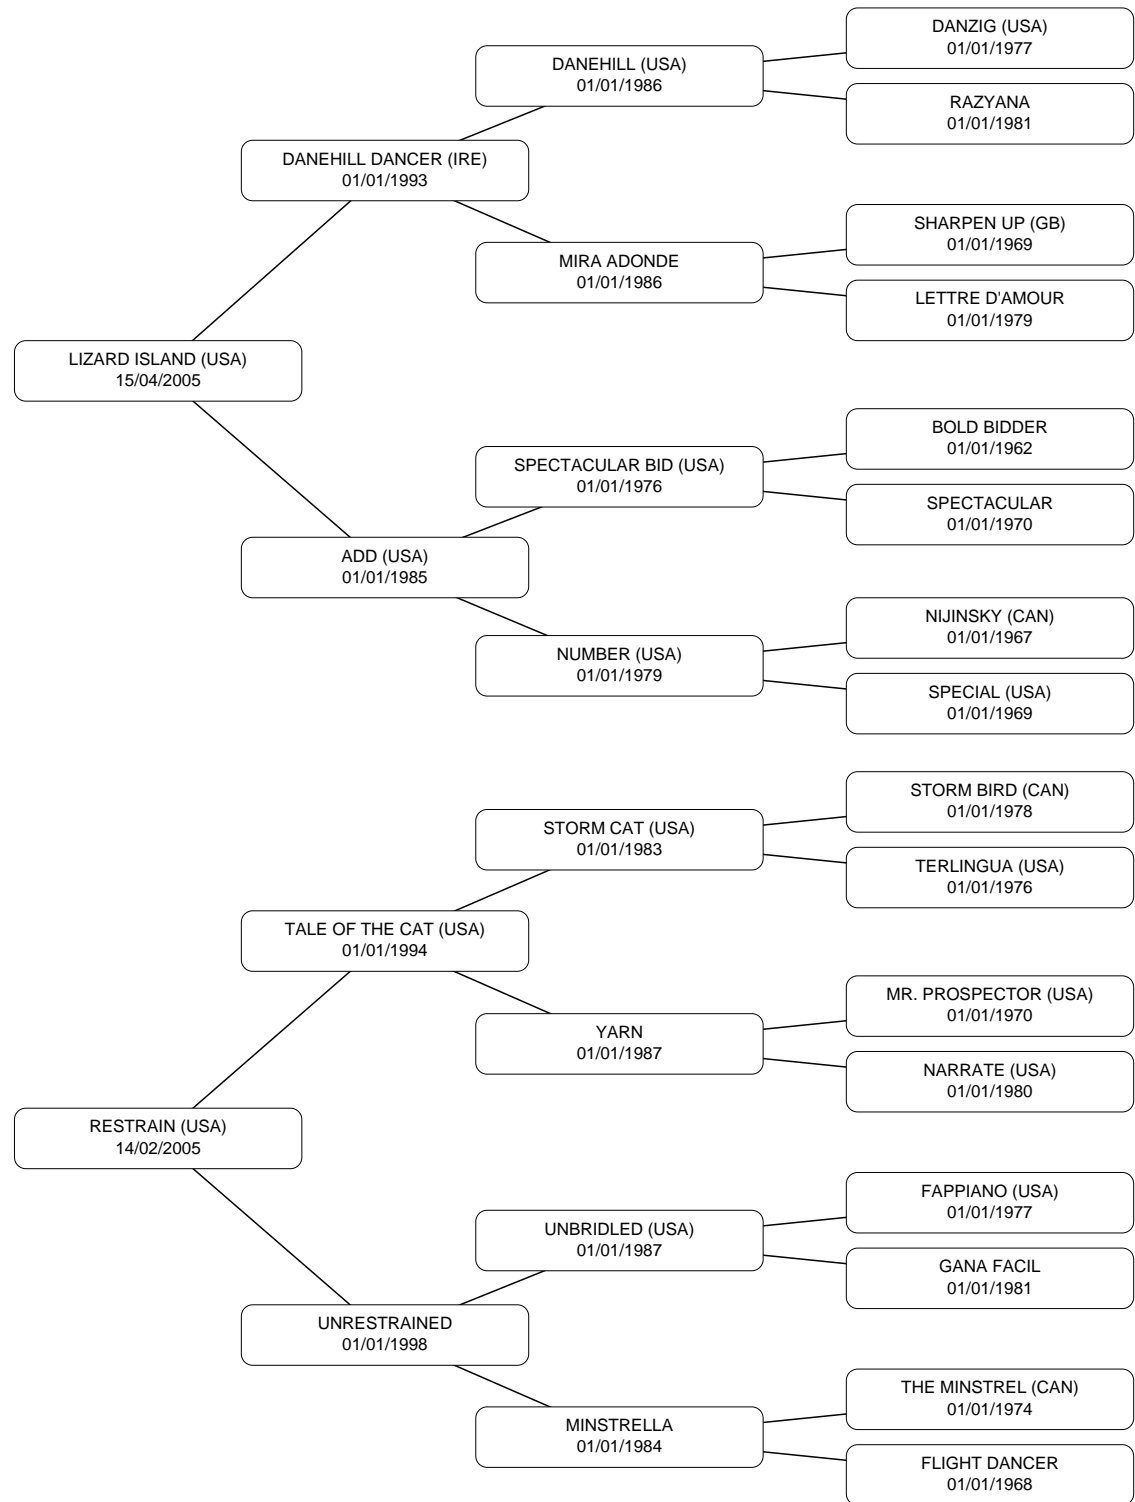 DANZIG (USA)
01/01/1977
DANEHILL (USA)
01/01/1986
RAZYANA
01/01/1981
DANEHILL DANCER (IRE)
01/01/1993
SHARPEN UP (GB)
01/01/1969
MIRA ADONDE
01/01/1986
LETTRE D'AMOUR
01/01/1979
LIZARD ISLAND (USA)
15/04/2005
BOLD BIDDER
01/01/1962
SPECTACULAR BID (USA)
01/01/1976
SPECTACULAR
01/01/1970
ADD (USA)
01/01/1985
NIJINSKY (CAN)
01/01/1967
NUMBER (USA)
01/01/1979
SPECIAL (USA)
01/01/1969
STORM BIRD (CAN)
01/01/1978
STORM CAT (USA)
01/01/1983
TERLINGUA (USA)
01/01/1976
TALE OF THE CAT (USA)
01/01/1994
MR. PROSPECTOR (USA)
01/01/1970
YARN
01/01/1987
NARRATE (USA)
01/01/1980
RESTRAIN (USA)
14/02/2005
FAPPIANO (USA)
01/01/1977
UNBRIDLED (USA)
01/01/1987
GANA FACIL
01/01/1981
UNRESTRAINED
01/01/1998
THE MINSTREL (CAN)
01/01/1974
MINSTRELLA
01/01/1984
FLIGHT DANCER
01/01/1968